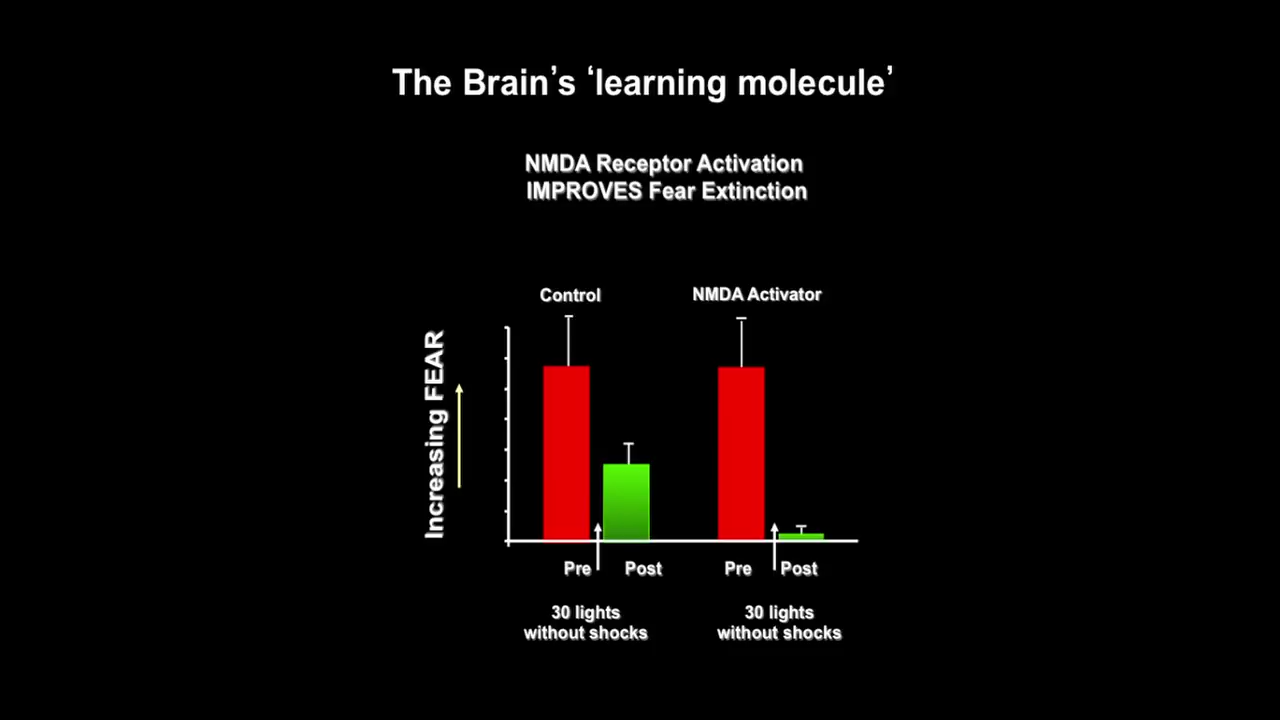 The Brain’s ‘learning molecule’
NMDA Receptor Activation
IMPROVES Fear Extinction
Control
NMDA Activator
Increasing FEAR
Pre
Post
Pre
Post
30 lights
without shocks
30 lights
without shocks